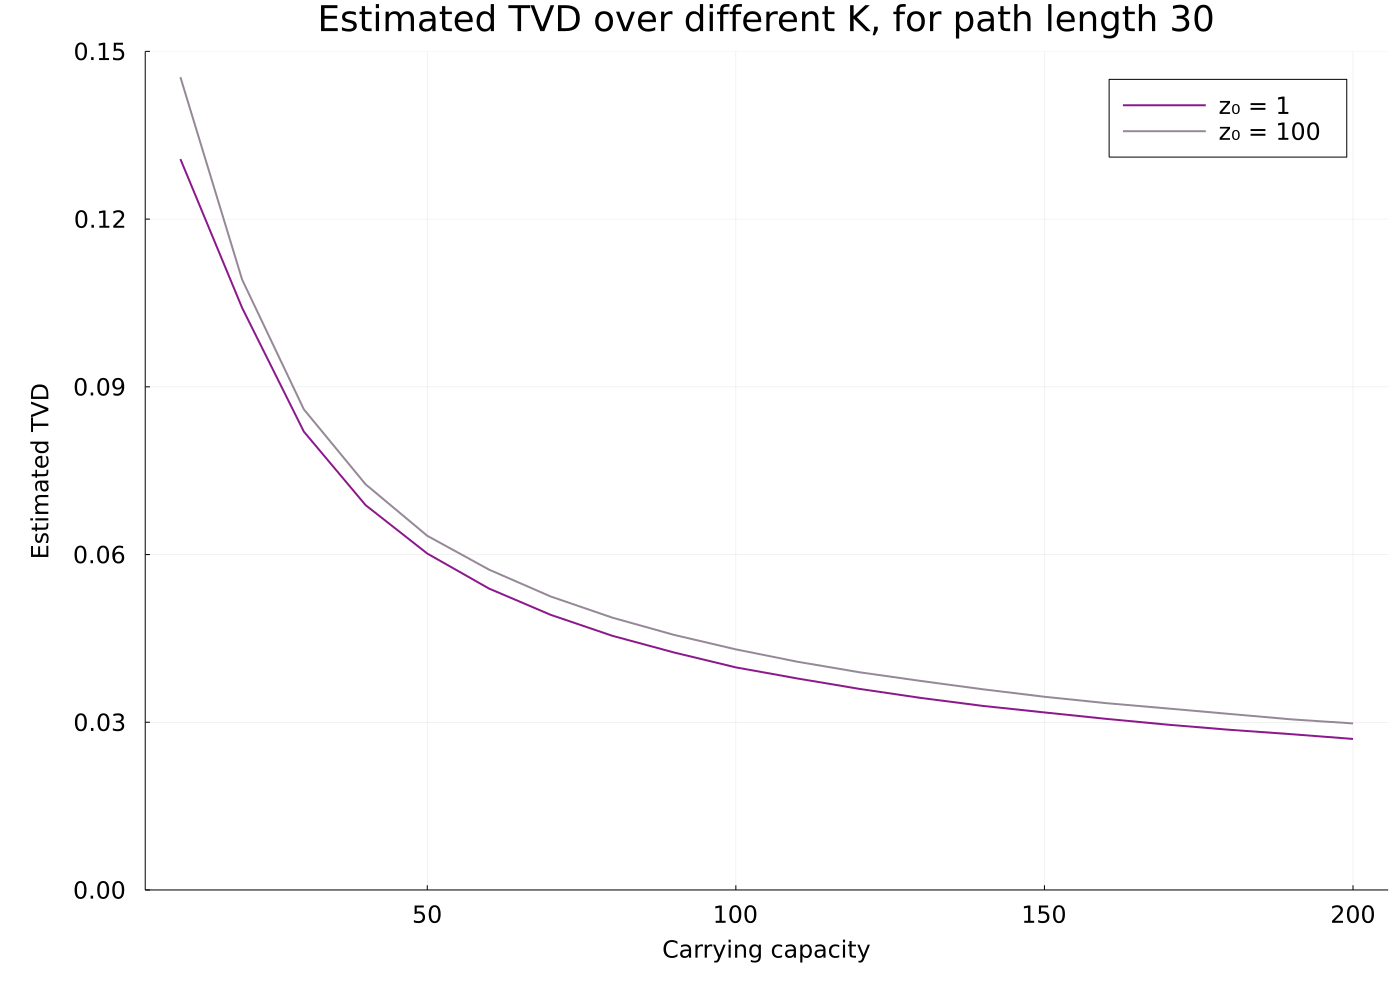 Estimated TVD over different K, for path length 30
0.15
0.12
0.09
0.06
0.03
0.00
Estimated TVD
z₀ = 1
z₀ = 100
50
100
150
200
Carrying capacity